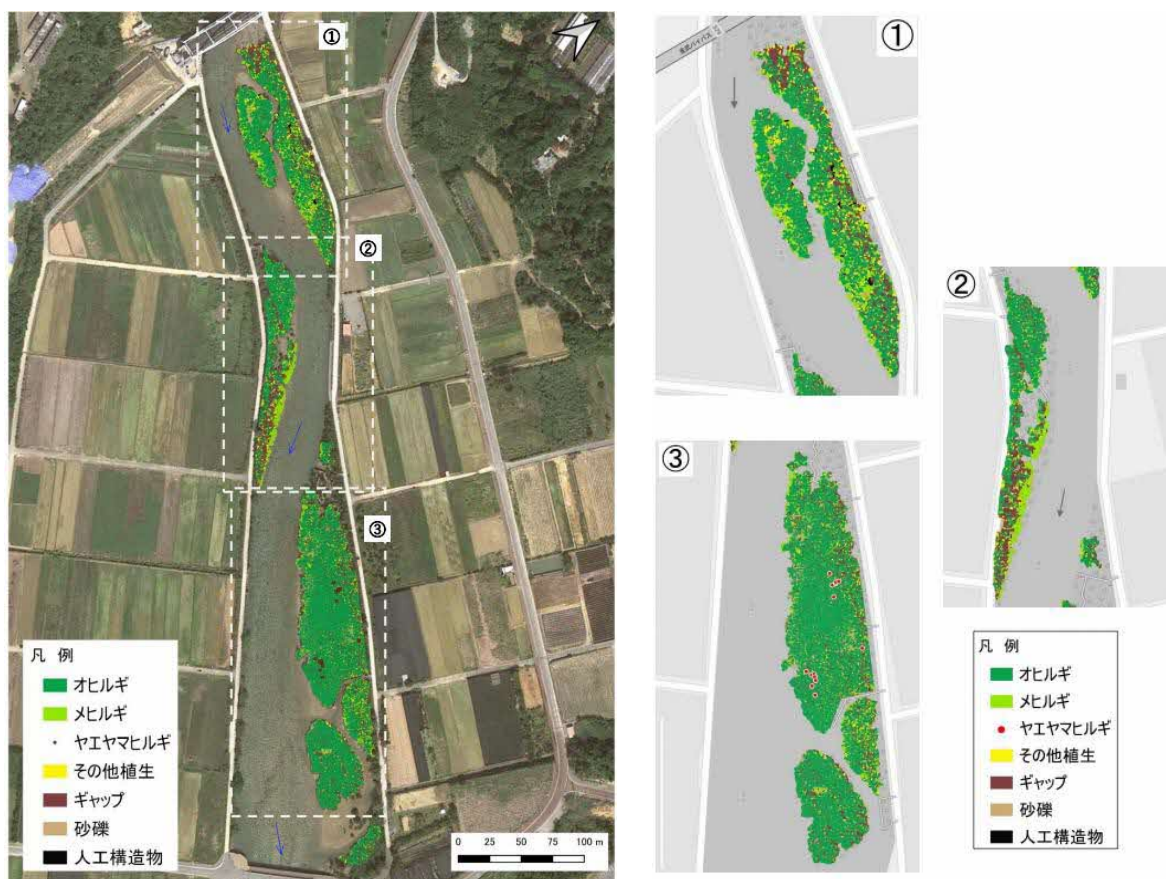 ①
②
③
凡 例
オヒルギ
メヒルギ
ヤエヤマヒルギ
その他植生
ギャップ
砂礫
人工構造物
0 25 50 75 100 m
①
②
③
凡 例
オヒルギ
メヒルギ
ヤエヤマヒルギ
その他植生
ギャップ
砂礫
人工構造物